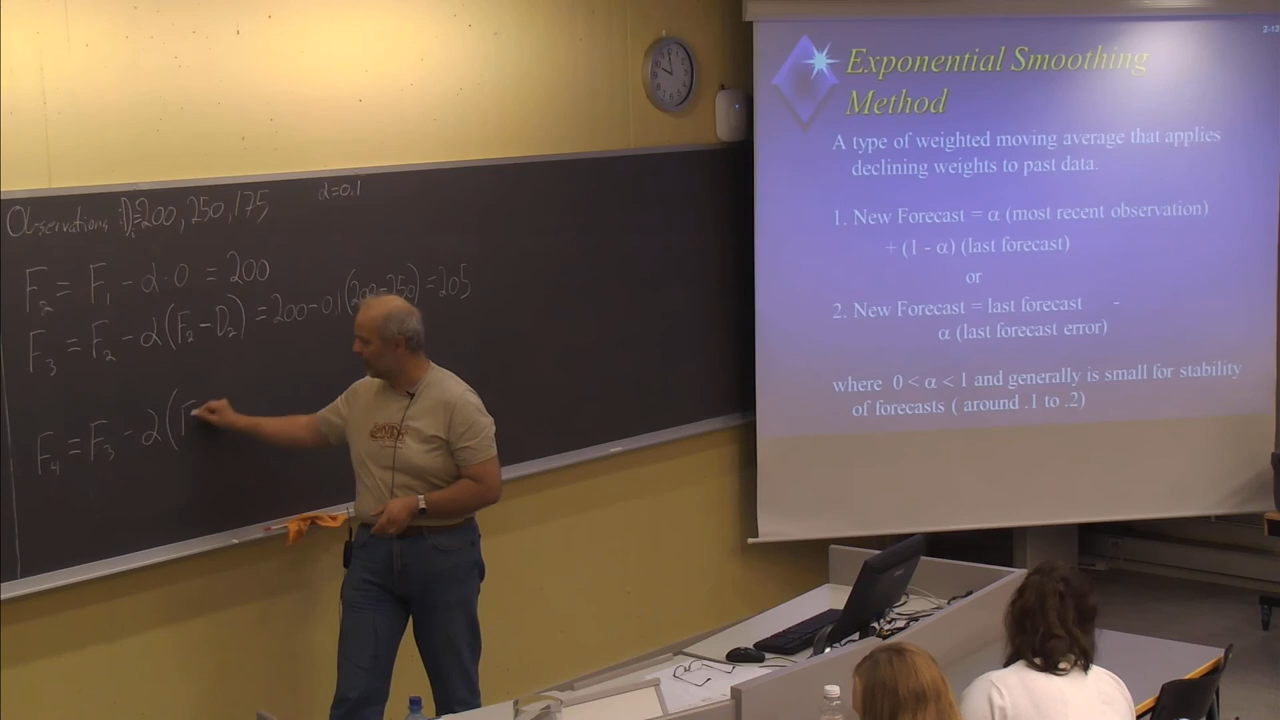 Observations: Dᵢ=200, 250, 175
α=0.1
F₂ = F₁ - α·0 = 200
F₃ = F₂ - α(F₂-D₂) = 200-0.1(200-250) = 205
F₄ = F₃ - α(F
2-13
Exponential Smoothing
Method
A type of weighted moving average that applies
declining weights to past data.
1. New Forecast = α (most recent observation)
+ (1 - α) (last forecast)
or
2. New Forecast = last forecast -
α (last forecast error)
where 0 < α < 1 and generally is small for stability
of forecasts ( around .1 to .2)